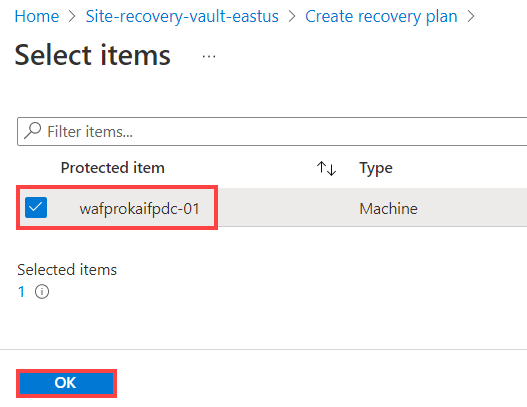 Home > Site-recovery-vault-eastus > Create recovery plan >
Select items ...
Filter items...
Protected item Type
wafprokaifpdc-01 Machine
Selected items
1
OK